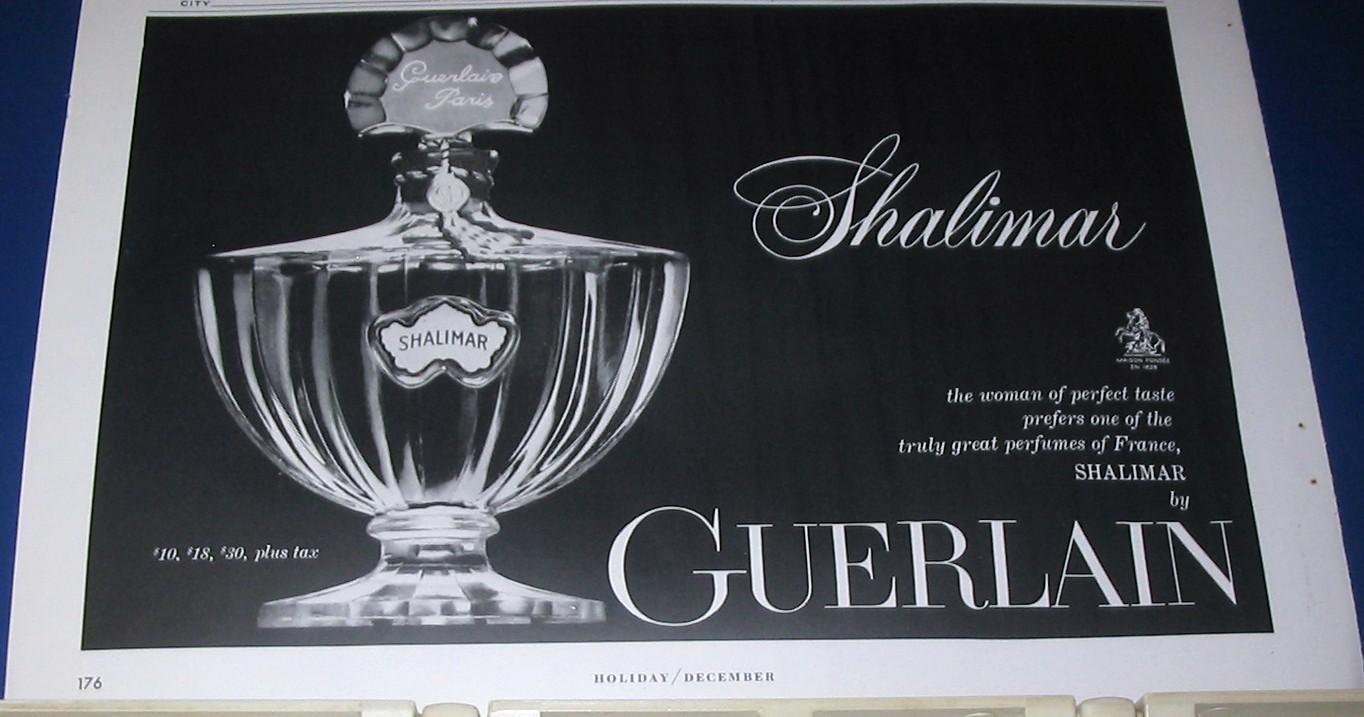 CITY
Guerlain
Paris
Shalimar
SHALIMAR
MAISON FONDÉE
EN 1828
the woman of perfect taste
prefers one of the
truly great perfumes of France,
SHALIMAR
by
GUERLAIN
$10, $18, $30, plus tax
176
HOLIDAY/DECEMBER